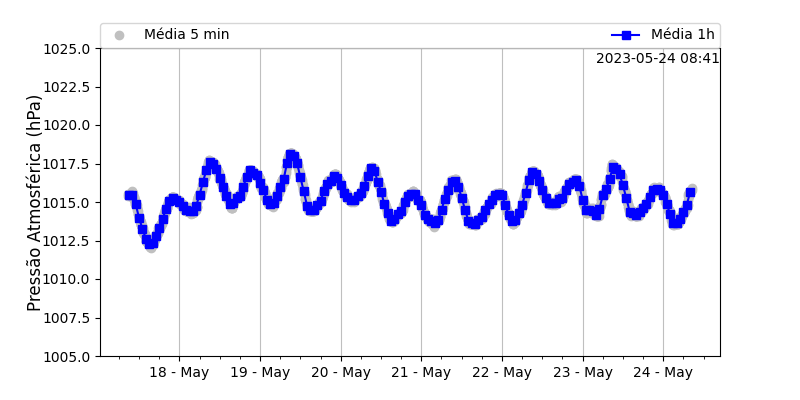 Média 5 min
Média 1h
2023-05-24 08:41
Pressão Atmosférica (hPa)
1025.0
1022.5
1020.0
1017.5
1015.0
1012.5
1010.0
1007.5
1005.0
18 - May
19 - May
20 - May
21 - May
22 - May
23 - May
24 - May